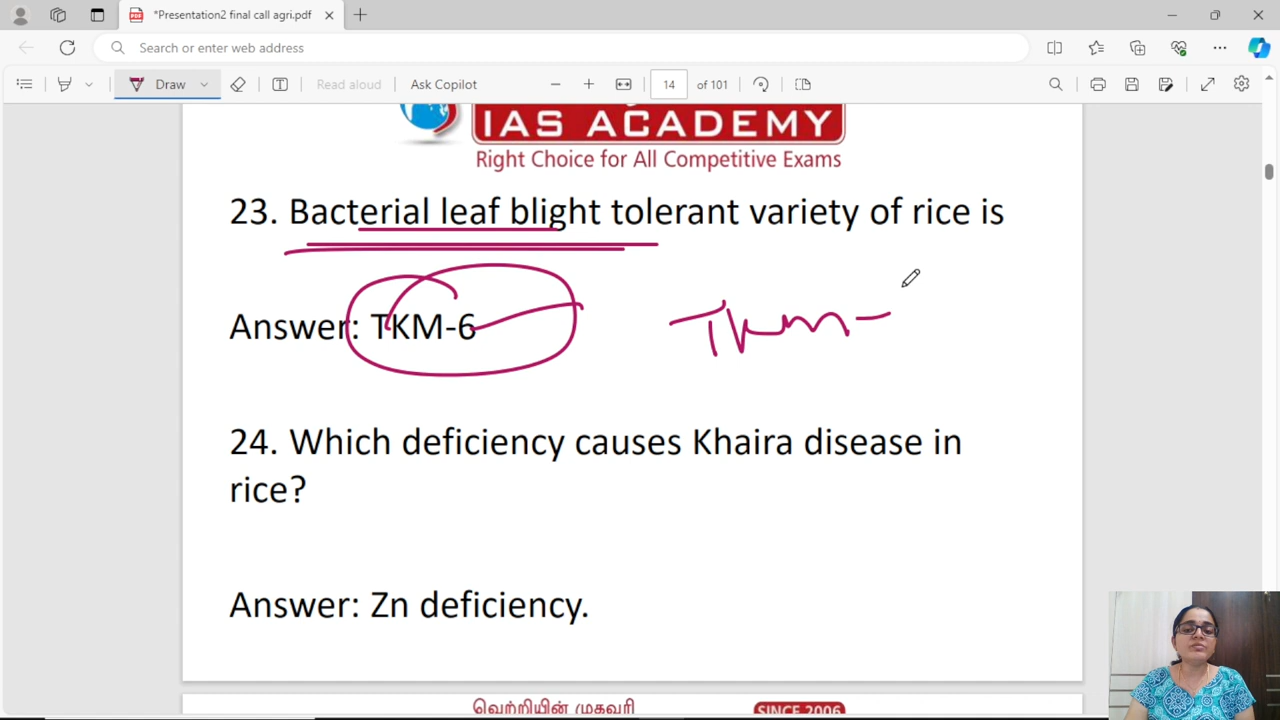 *Presentation2 final call agri.pdf
Search or enter web address
Draw
Read aloud
Ask Copilot
14
of 101
IAS ACADEMY
Right Choice for All Competitive Exams
23. Bacterial leaf blight tolerant variety of rice is
Answer: TKM-6
TKM-
24. Which deficiency causes Khaira disease in
rice?
Answer: Zn deficiency.
வெற்றியின் முகவரி
SINCE 2006